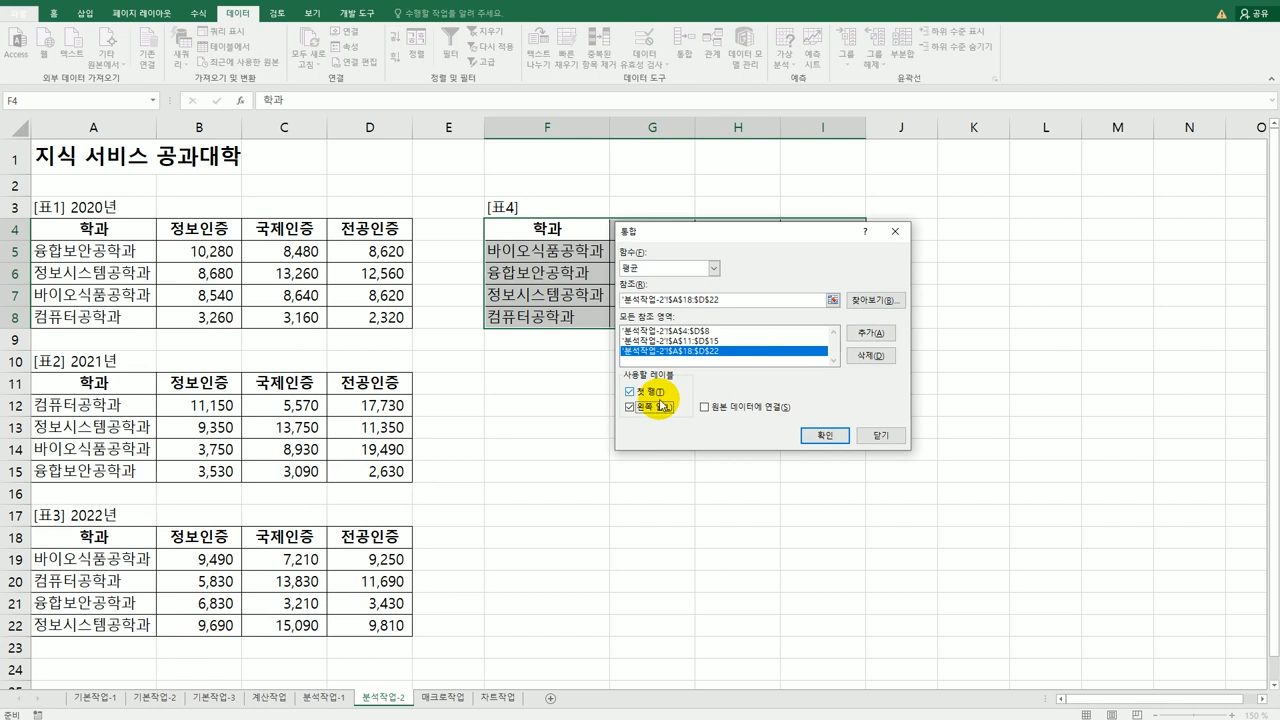 파일 홈 삽입 페이지 레이아웃 수식 데이터 검토 보기 개발 도구 수행할 작업을 알려 주세요. 공유
Access 웹 텍스트 기타 원본에서 기존 연결
외부 데이터 가져오기
새 쿼리 쿼리 표시 테이블에서 최근에 사용한 원본
가져오기 및 변환
모두 새로 고침 연결 속성 연결 편집
연결
정렬 필터 지우기 다시 적용 고급
정렬 및 필터
텍스트 나누기 빠른 채우기 중복된 항목 제거 데이터 유효성 검사 통합 관계 데이터 모델 관리
데이터 도구
가상 분석 예측 시트
예측
그룹 그룹 해제 부분합 하위 수준 표시 하위 수준 숨기기
윤곽선
F4 fx 학과
A B C D E F G H I J K L M N O
1 지식 서비스 공과대학
2
3 [표1] 2020년 [표4]
4 학과 정보인증 국제인증 전공인증 학과
5 융합보안공학과 10,280 8,480 8,620 바이오식품공학과
6 정보시스템공학과 8,680 13,260 12,560 융합보안공학과
7 바이오식품공학과 8,540 8,640 8,620 정보시스템공학과
8 컴퓨터공학과 3,260 3,160 2,320 컴퓨터공학과
9
10 [표2] 2021년
11 학과 정보인증 국제인증 전공인증
12 컴퓨터공학과 11,150 5,570 17,730
13 정보시스템공학과 9,350 13,750 11,350
14 바이오식품공학과 3,750 8,930 19,490
15 융합보안공학과 3,530 3,090 2,630
16
17 [표3] 2022년
18 학과 정보인증 국제인증 전공인증
19 바이오식품공학과 9,490 7,210 9,250
20 컴퓨터공학과 5,830 13,830 11,690
21 융합보안공학과 6,830 3,210 3,430
22 정보시스템공학과 9,690 15,090 9,810
23
24
통합 ?
함수(F):
평균
참조(R):
'분석작업-2'!$A$18:$D$22 찾아보기(B)...
모든 참조 영역:
'분석작업-2'!$A$4:$D$8 추가(A)
'분석작업-2'!$A$11:$D$15
'분석작업-2'!$A$18:$D$22 삭제(D)
사용할 레이블
첫 행(T)
왼쪽 원본 데이터에 연결(S)
확인 닫기
기본작업-1 기본작업-2 기본작업-3 계산작업 분석작업-1 분석작업-2 매크로작업 차트작업
준비 150 %